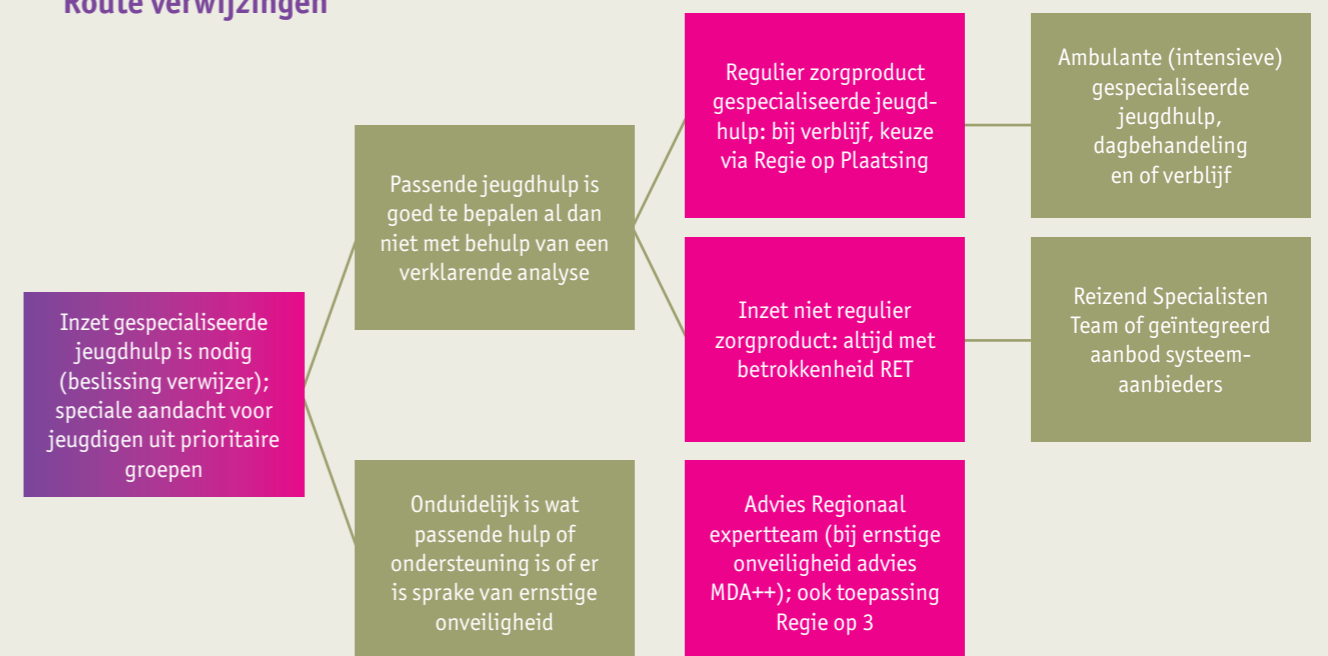 Route verwijzingen
Inzet gespecialiseerde
jeugdhulp is nodig
(beslissing verwijzer);
speciale aandacht voor
jeugdigen uit prioritaire
groepen
Passende jeugdhulp is
goed te bepalen al dan
niet met behulp van een
verklarende analyse
Onduidelijk is wat
passende hulp of
ondersteuning is of er
is sprake van ernstige
onveiligheid
Regulier zorgproduct
gespecialiseerde jeugd-
hulp: bij verblijf, keuze
via Regie op Plaatsing
Inzet niet regulier
zorgproduct: altijd met
betrokkenheid RET
Advies Regionaal
expertteam (bij ernstige
onveiligheid advies
MDA++); ook toepassing
Regie op 3
Ambulante (intensieve)
gespecialiseerde
jeugdhulp,
dagbehandeling
en of verblijf
Reizend Specialisten
Team of geïntegreerd
aanbod systeem-
aanbieders